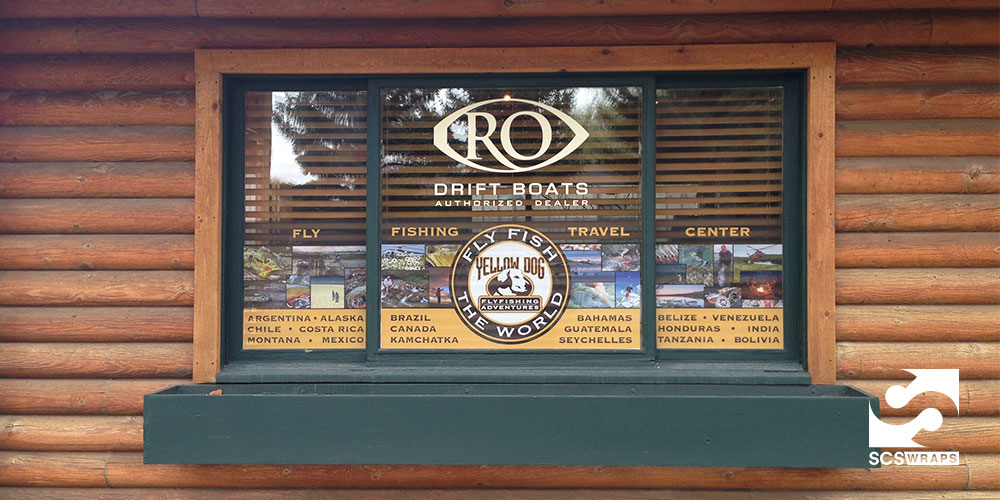 RO
DRIFT BOATS
AUTHORIZED DEALER
FLY FISHING TRAVEL CENTER
FLY FISH
YELLOW DOG
FLYFISHING
ADVENTURES
THE WORLD
ARGENTINA • ALASKA
CHILE • COSTA RICA
MONTANA • MEXICO
BRAZIL
CANADA
KAMCHATKA
BAHAMAS
GUATEMALA
SEYCHELLES
BELIZE • VENEZUELA
HONDURAS • INDIA
TANZANIA • BOLIVIA
SCSWRAPS